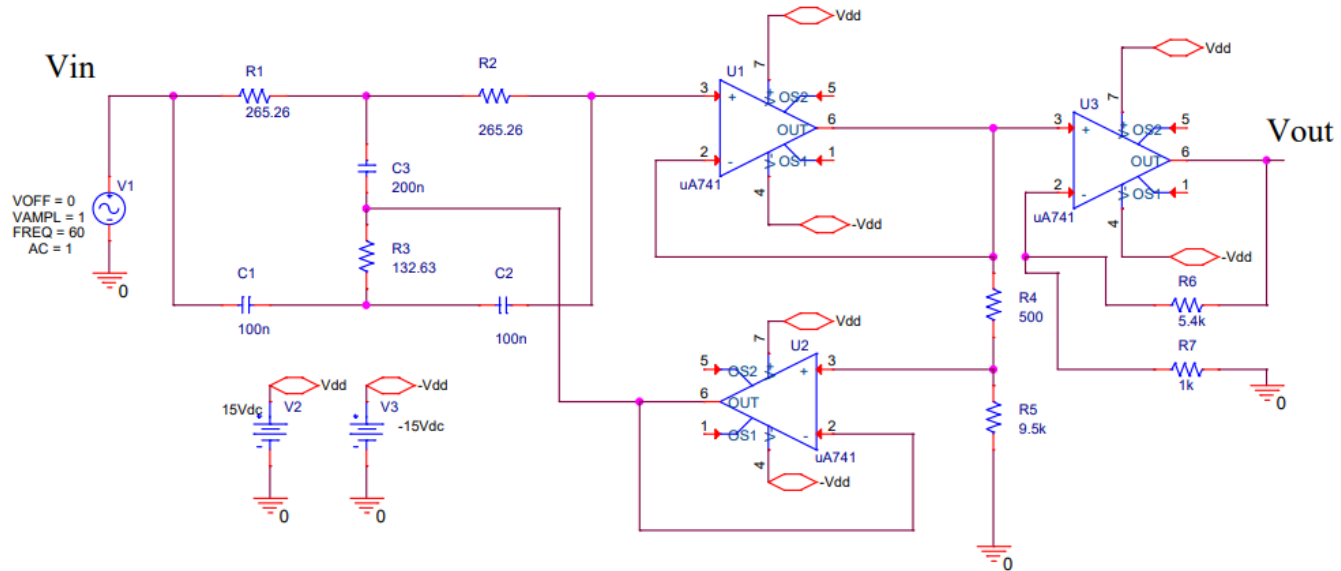 Vin
R1
265.26
R2
265.26
C3
200n
R3
132.63
C1
100n
C2
100n
V1
VOFF = 0
VAMPL = 1
FREQ = 60
AC = 1
0
Vdd
15Vdc
V2
0
-Vdd
V3
-15Vdc
0
U1
Vdd
7
3
+
V+
OS2
5
OUT
6
2
-
OS1
1
V-
4
uA741
-Vdd
R4
500
R5
9.5k
0
U2
Vdd
7
5
OS2
V+
+
3
6
OUT
1
OS1
V-
-
2
4
uA741
-Vdd
U3
Vdd
7
3
+
V+
OS2
5
OUT
6
2
-
OS1
1
V-
4
uA741
-Vdd
Vout
R6
5.4k
R7
1k
0